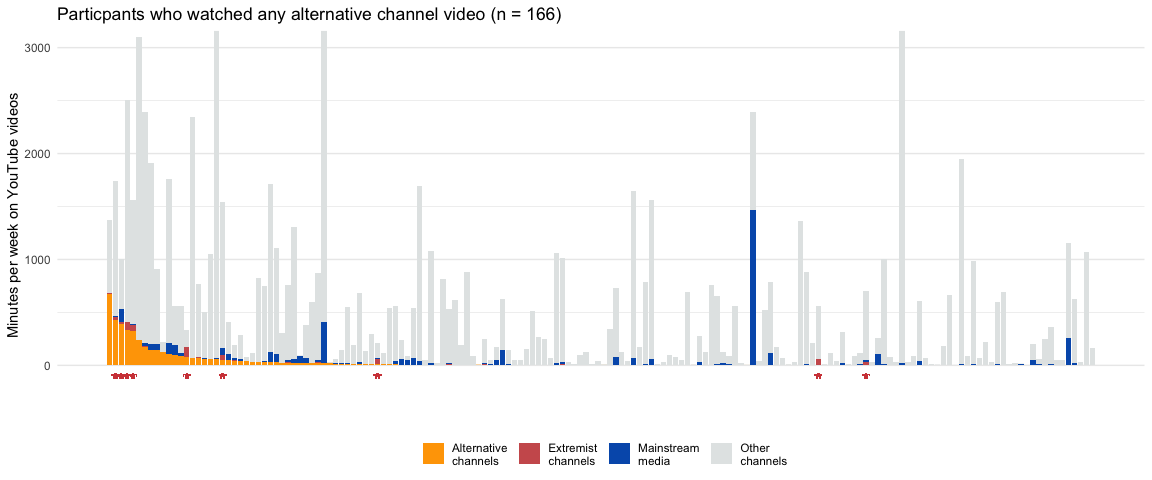 Particpants who watched any alternative channel video (n = 166)
Minutes per week on YouTube videos
3000
2000
1000
0
Alternative
channels
Extremist
channels
Mainstream
media
Other
channels